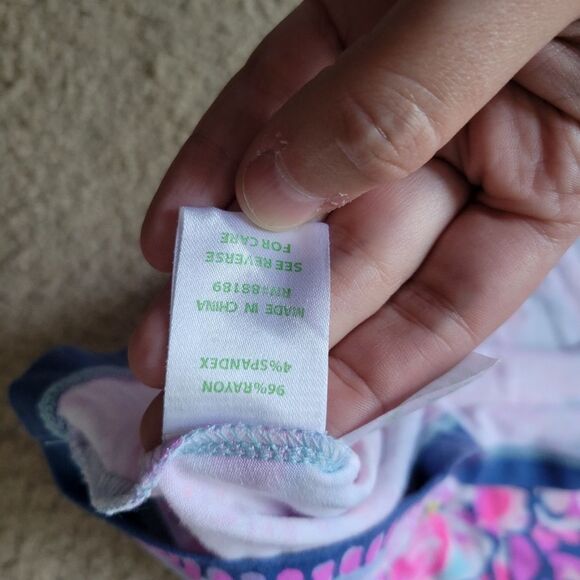 96%RAYON
4%SPANDEX
MADE IN CHINA
RN#88189
SEE REVERSE
FOR CARE